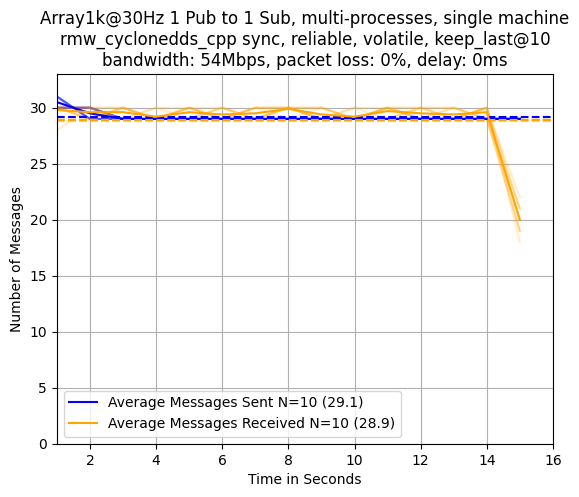 Array1k@30Hz 1 Pub to 1 Sub, multi-processes, single machine
rmw_cyclonedds_cpp sync, reliable, volatile, keep_last@10
bandwidth: 54Mbps, packet loss: 0%, delay: 0ms
Number of Messages
30
25
20
15
10
5
0
Average Messages Sent N=10 (29.1)
Average Messages Received N=10 (28.9)
2 4 6 8 10 12 14 16
Time in Seconds